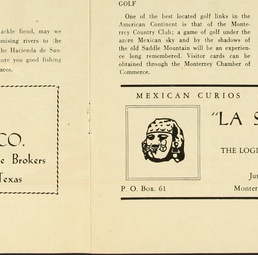 ackle fiend, may we
mising rivers to the
he Hacienda de San
ure you good fishing
aces.
CO.
e Brokers
Texas
GOLF
One of the best located golf links in the
American Continent is that of the Monte-
rrey Country Club; a game of golf under the
azure Mexican sky and by the shadows of
the old Saddle Mountain will be an experien-
ce long remembered. Visitor cards can be
obtained through the Monterrey Chamber of
Commerce.
MEXICAN CURIOS
"LA S
THE LOGI
Ju
P. O. Box. 61
Monter